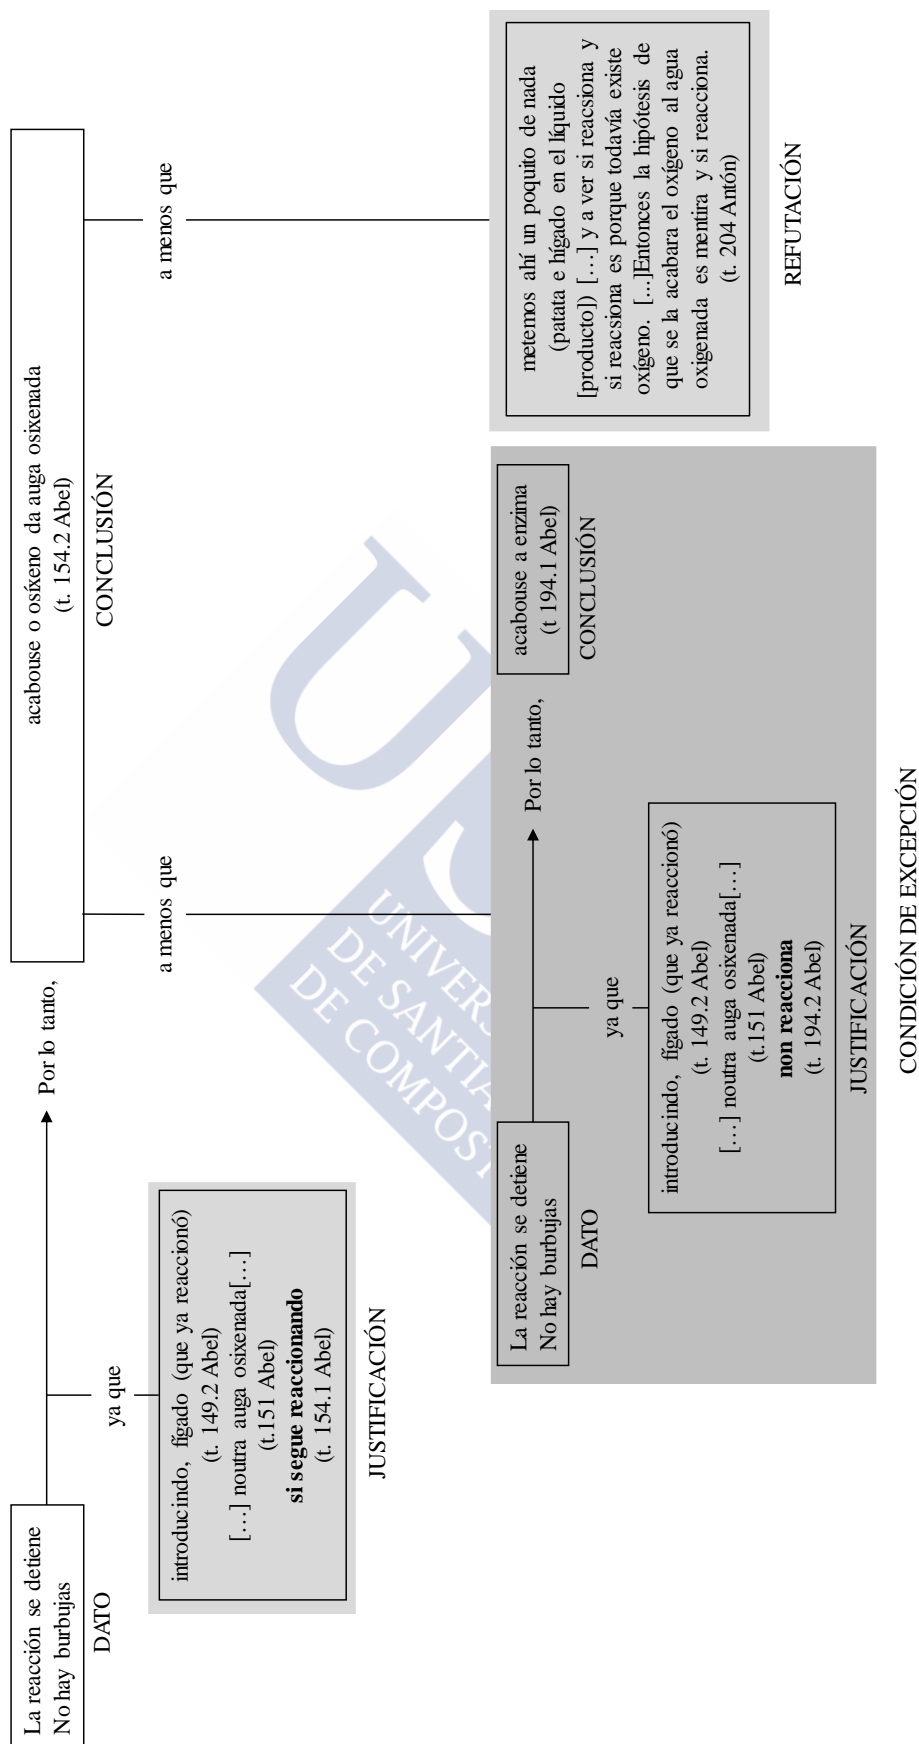 La reacción se detiene
No hay burbujas
DATO
Por lo tanto,
acabouse o osíxeno da auga osixenada
(t. 154.2 Abel)
CONCLUSIÓN
ya que
introducindo, fígado (que ya reaccionó)
(t. 149.2 Abel)
[…] noutra auga osixenada[…]
(t.151 Abel)
si segue reaccionando
(t. 154.1 Abel)
JUSTIFICACIÓN
a menos que
a menos que
La reacción se detiene
No hay burbujas
DATO
Por lo tanto,
acabouse a enzima
(t 194.1 Abel)
CONCLUSIÓN
ya que
introducindo, fígado (que ya reaccionó)
(t. 149.2 Abel)
[…] noutra auga osixenada[…]
(t.151 Abel)
non reacciona
(t. 194.2 Abel)
JUSTIFICACIÓN
CONDICIÓN DE EXCEPCIÓN
metemos ahí un poquito de nada
(patata e hígado en el líquido
[producto]) […] y a ver si reacsiona y
si reacsiona es porque todavía existe
oxígeno. [...]Entonces la hipótesis de
que se la acabara el oxígeno al agua
oxigenada es mentira y si reacciona.
(t. 204 Antón)
REFUTACIÓN